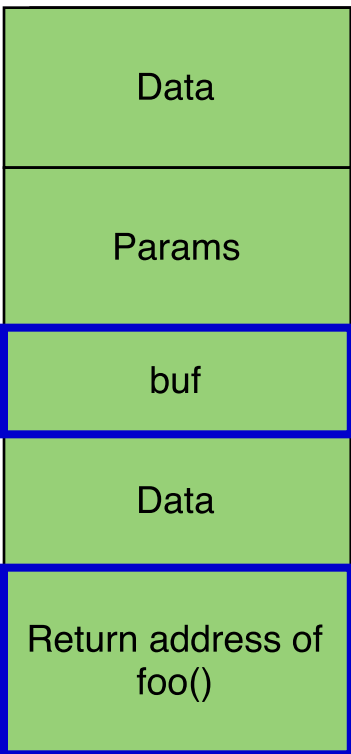 Data
Params
buf
Data
Return address of
foo()